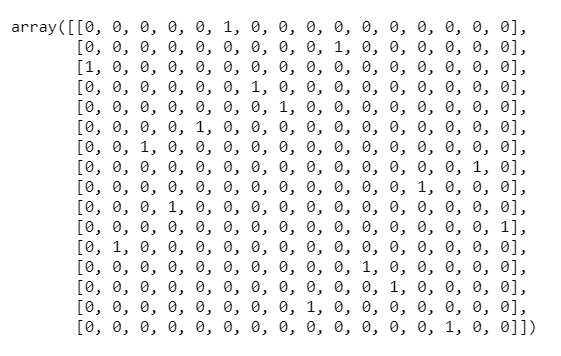 array([[0, 0, 0, 0, 0, 1, 0, 0, 0, 0, 0, 0, 0, 0, 0, 0],
[0, 0, 0, 0, 0, 0, 0, 0, 0, 1, 0, 0, 0, 0, 0, 0],
[1, 0, 0, 0, 0, 0, 0, 0, 0, 0, 0, 0, 0, 0, 0, 0],
[0, 0, 0, 0, 0, 0, 1, 0, 0, 0, 0, 0, 0, 0, 0, 0],
[0, 0, 0, 0, 0, 0, 0, 1, 0, 0, 0, 0, 0, 0, 0, 0],
[0, 0, 0, 0, 1, 0, 0, 0, 0, 0, 0, 0, 0, 0, 0, 0],
[0, 0, 1, 0, 0, 0, 0, 0, 0, 0, 0, 0, 0, 0, 0, 0],
[0, 0, 0, 0, 0, 0, 0, 0, 0, 0, 0, 0, 0, 0, 1, 0],
[0, 0, 0, 0, 0, 0, 0, 0, 0, 0, 0, 0, 1, 0, 0, 0],
[0, 0, 0, 1, 0, 0, 0, 0, 0, 0, 0, 0, 0, 0, 0, 0],
[0, 0, 0, 0, 0, 0, 0, 0, 0, 0, 0, 0, 0, 0, 0, 1],
[0, 1, 0, 0, 0, 0, 0, 0, 0, 0, 0, 0, 0, 0, 0, 0],
[0, 0, 0, 0, 0, 0, 0, 0, 0, 0, 1, 0, 0, 0, 0, 0],
[0, 0, 0, 0, 0, 0, 0, 0, 0, 0, 0, 1, 0, 0, 0, 0],
[0, 0, 0, 0, 0, 0, 0, 0, 1, 0, 0, 0, 0, 0, 0, 0],
[0, 0, 0, 0, 0, 0, 0, 0, 0, 0, 0, 0, 0, 1, 0, 0]])